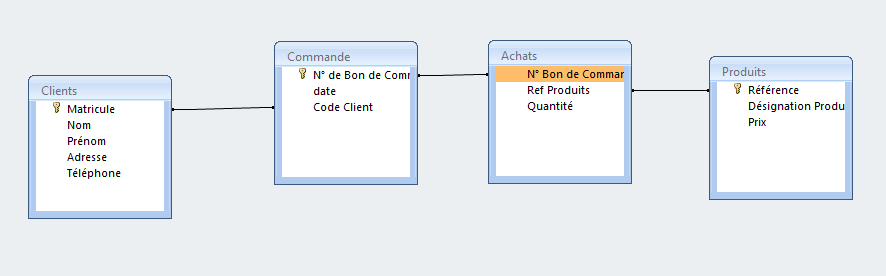 Clients
Matricule
Nom
Prénom
Adresse
Téléphone
Commande
N° de Bon de Comm
date
Code Client
Achats
N° Bon de Comman
Ref Produits
Quantité
Produits
Référence
Désignation Produ
Prix